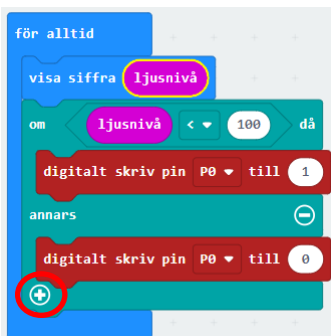 för alltid
visa siffra ljusnivå
om ljusnivå < 100 då
digitalt skriv pin P0 till 1
annars
digitalt skriv pin P0 till 0